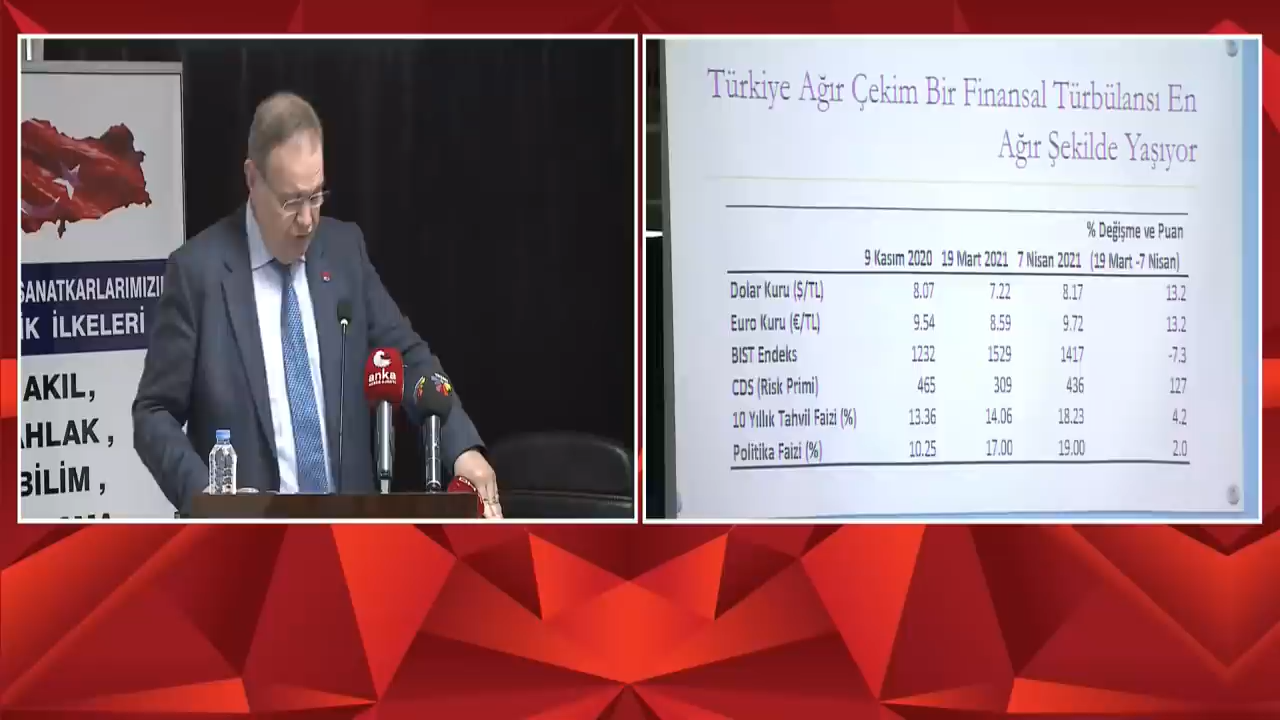 SANATKARLARIMIZI
İK İLKELERİ
AKIL,
AHLAK,
BİLİM,
anka
Türkiye Ağır Çekim Bir Finansal Türbülansı En
Ağır Şekilde Yaşıyor
% Değişme ve Puan
9 Kasım 2020 19 Mart 2021 7 Nisan 2021 (19 Mart -7 Nisan)
Dolar Kuru ($/TL) 8.07 7.22 8.17 13.2
Euro Kuru (€/TL) 9.54 8.59 9.72 13.2
BIST Endeks 1232 1529 1417 -7.3
CDS (Risk Primi) 465 309 436 127
10 Yıllık Tahvil Faizi (%) 13.36 14.06 18.23 4.2
Politika Faizi (%) 10.25 17.00 19.00 2.0